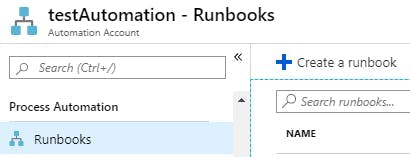 testAutomation - Runbooks
Automation Account
Search (Ctrl+/)
Process Automation
Runbooks
Create a runbook
Search runbooks...
NAME